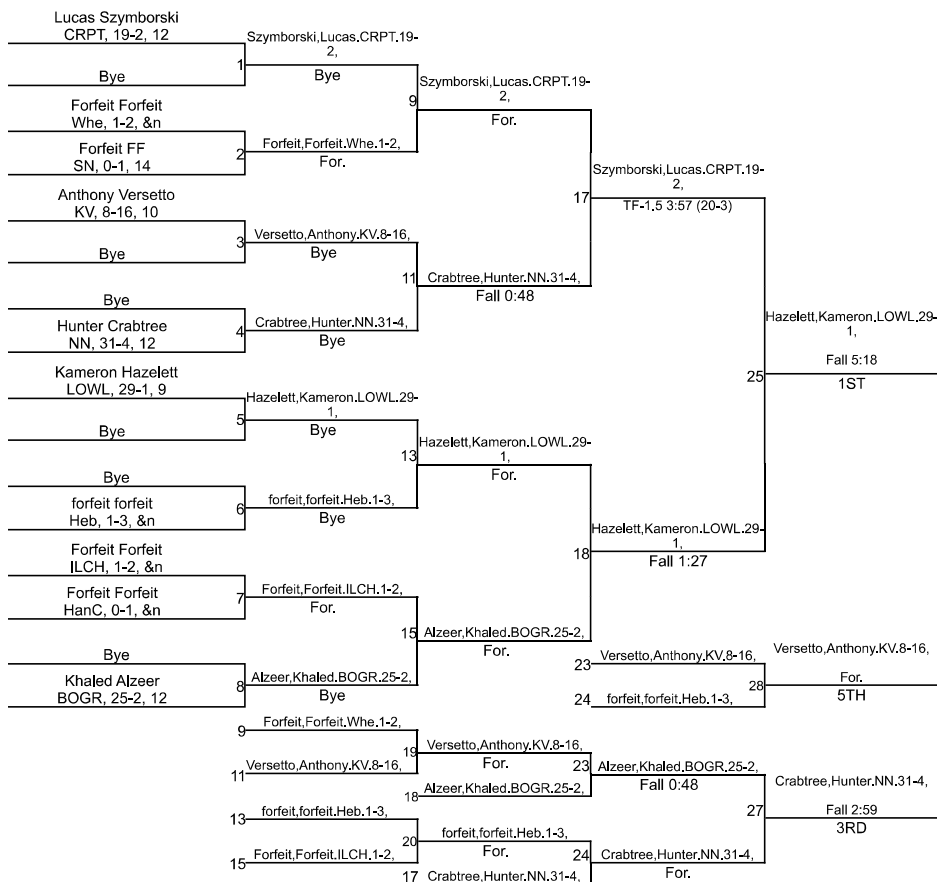 Lucas Szymborski
CRPT, 19-2, 12
Bye
1
Forfeit Forfeit
Whe, 1-2, &n
Forfeit FF
SN, 0-1, 14
2
Anthony Versetto
KV, 8-16, 10
Bye
3
Bye
Hunter Crabtree
NN, 31-4, 12
4
Kameron Hazelett
LOWL, 29-1, 9
Bye
5
Bye
forfeit forfeit
Heb, 1-3, &n
6
Forfeit Forfeit
ILCH, 1-2, &n
Forfeit Forfeit
HanC, 0-1, &n
7
Bye
Khaled Alzeer
BOGR, 25-2, 12
8
Szymborski,Lucas.CRPT.19-
2,
Bye
9
Forfeit,Forfeit.Whe.1-2,
For.
Versetto,Anthony.KV.8-16,
Bye
11
Crabtree,Hunter.NN.31-4,
Bye
Hazelett,Kameron.LOWL.29-
1,
Bye
13
forfeit,forfeit.Heb.1-3,
Bye
Forfeit,Forfeit.ILCH.1-2,
For.
15
Alzeer,Khaled.BOGR.25-2,
Bye
Szymborski,Lucas.CRPT.19-
2,
For.
17
Crabtree,Hunter.NN.31-4,
Fall 0:48
Hazelett,Kameron.LOWL.29-
1,
For.
18
Alzeer,Khaled.BOGR.25-2,
For.
Szymborski,Lucas.CRPT.19-
2,
TF-1.5 3:57 (20-3)
25
Hazelett,Kameron.LOWL.29-
1,
Fall 1:27
Hazelett,Kameron.LOWL.29-
1,
Fall 5:18
1ST
23
Versetto,Anthony.KV.8-16,
24
forfeit,forfeit.Heb.1-3,
28
Versetto,Anthony.KV.8-16,
For.
5TH
9
Forfeit,Forfeit.Whe.1-2,
11
Versetto,Anthony.KV.8-16,
19
Versetto,Anthony.KV.8-16,
For.
18
Alzeer,Khaled.BOGR.25-2,
23
Alzeer,Khaled.BOGR.25-2,
Fall 0:48
13
forfeit,forfeit.Heb.1-3,
15
Forfeit,Forfeit.ILCH.1-2,
20
forfeit,forfeit.Heb.1-3,
For.
17
Crabtree,Hunter.NN.31-4,
24
Crabtree,Hunter.NN.31-4,
For.
27
Crabtree,Hunter.NN.31-4,
Fall 2:59
3RD